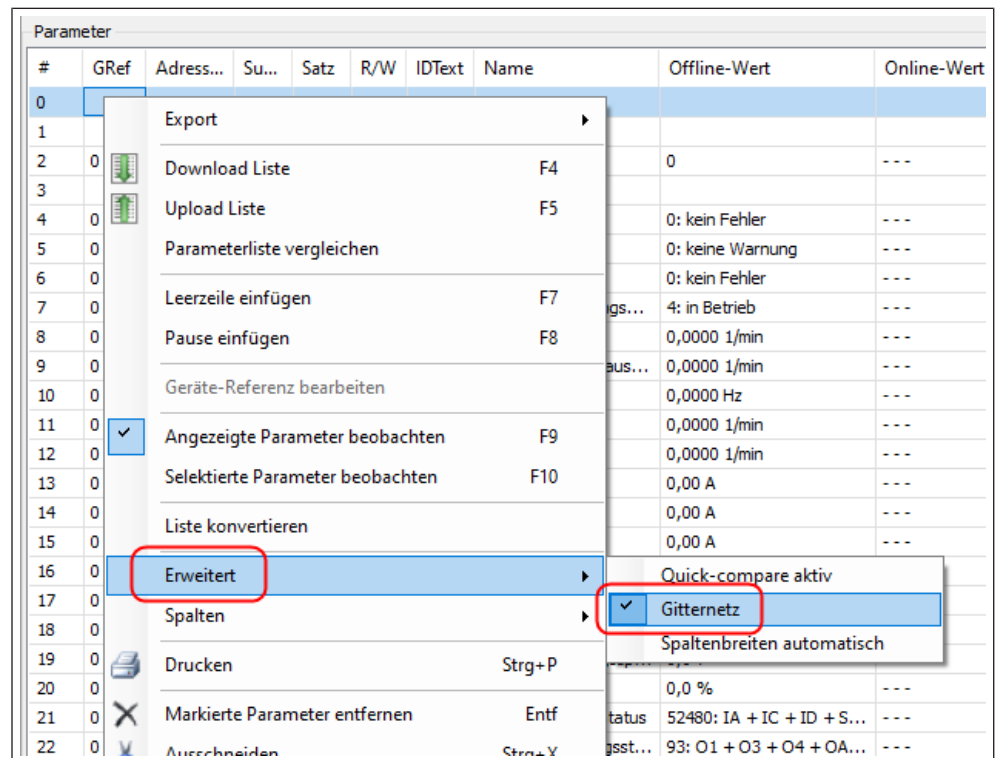 Parameter
# GRef Adress... Su... Satz R/W IDText Name Offline-Wert Online-Wert
0
Export
1
2 0 0 - - -
Download Liste F4
3
Upload Liste F5
4 0 0: kein Fehler - - -
5 0 0: keine Warnung - - -
Parameterliste vergleichen
6 0 0: kein Fehler - - -
Leerzeile einfügen F7
7 0 4: in Betrieb - - -
8 0 0,0000 1/min - - -
Pause einfügen F8
9 0 0,0000 1/min - - -
Geräte-Referenz bearbeiten
10 0 0,0000 Hz - - -
11 0 0,0000 1/min - - -
Angezeigte Parameter beobachten F9
12 0 0,0000 1/min - - -
Selektierte Parameter beobachten F10
13 0 0,00 A - - -
14 0 0,00 A - - -
Liste konvertieren
15 0 0,00 A - - -
16 0
Erweitert
Quick-compare aktiv
17 0
Gitternetz
Spalten
18 0
Spaltenbreiten automatisch
19 0
Drucken Strg+P
20 0 0,0 % - - -
Markierte Parameter entfernen Entf
21 0 tatus 52480: IA + IC + ID + S... - - -
22 0 93: O1 + O3 + O4 + OA... - - -
Ausschneiden Strg+X